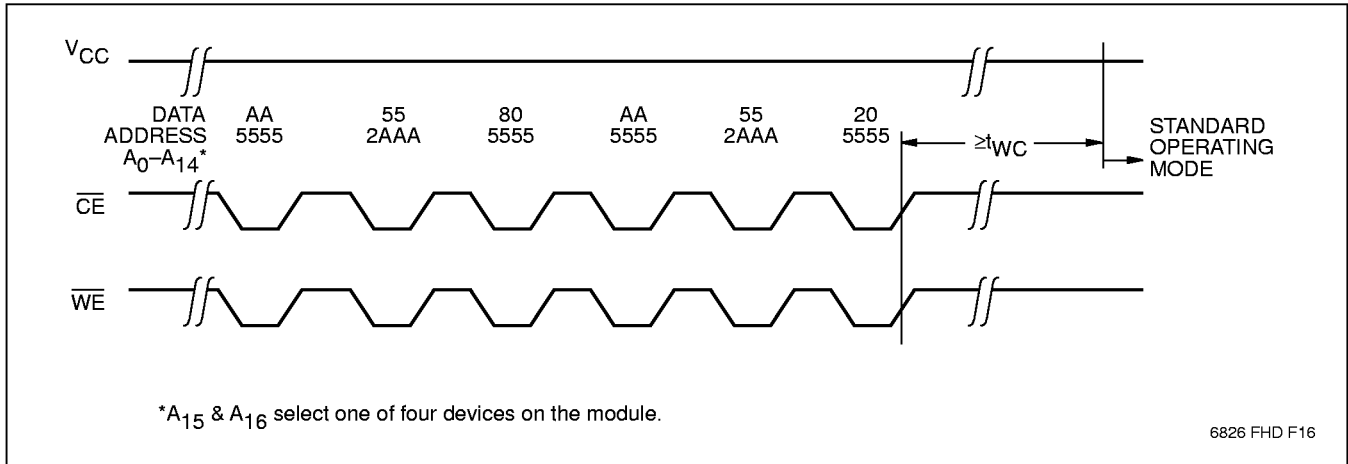 VCC
DATA AA 55 80 AA 55 20
ADDRESS 5555 2AAA 5555 5555 2AAA 5555
A0–A14*
≥tWC
STANDARD
OPERATING
MODE
CE
WE
*A15 & A16 select one of four devices on the module.
6826 FHD F16